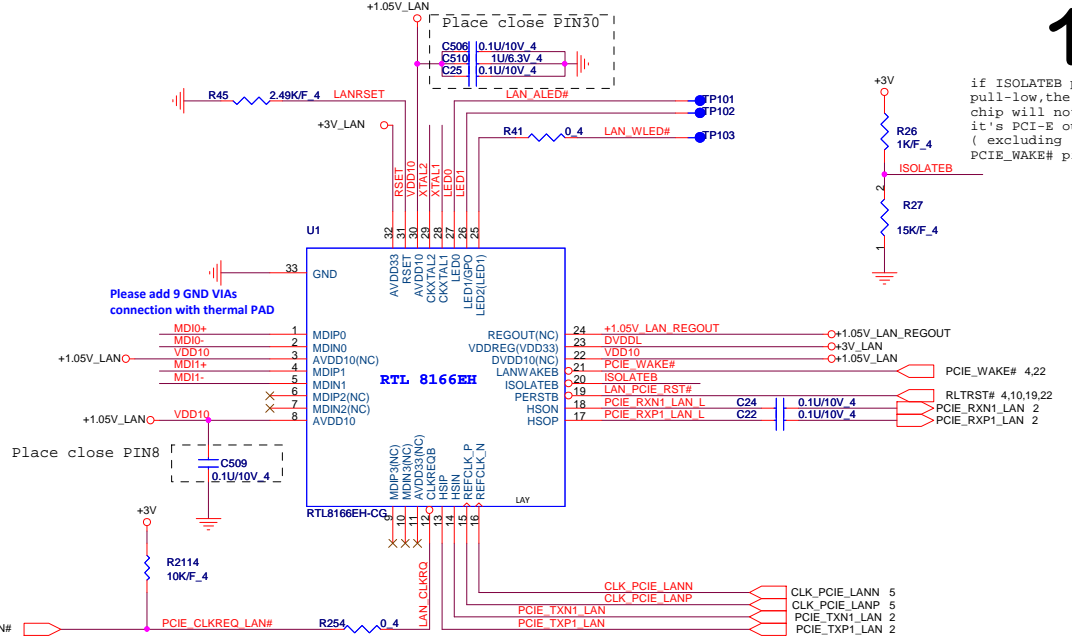 +1.05V_LAN
Place close PIN30
C506 0.1U/10V_4
C510 1U/6.3V_4
C25 0.1U/10V_4
R45 2.49K/F_4 LANRSET
LAN_ALED# TP101
TP102
+3V_LAN
R41 0_4 LAN_WLED# TP103
+3V
R26
1K/F_4
ISOLATEB
2
R27
15K/F_4
1
if ISOLATEB
pull-low,the
chip will
it's PCI-E
( excluding
PCIE_WAKE#
RSET
VDD10
XTAL2
XTAL1
LED0
LED1
U1
32 31 30 29 28 27 26 25
AVDD33
RSET
AVDD10
CKXTAL2
CKXTAL1
LED0
LED1/GPO
LED2(LED1)
33 GND
Please add 9 GND VIAs
connection with thermal PAD
MDI0+ 1 MDIP0
MDI0- 2 MDIN0
+1.05V_LAN VDD10 3 AVDD10(NC)
MDI1+ 4 MDIP1
MDI1- 5 MDIN1
6 MDIP2(NC)
7 MDIN2(NC)
+1.05V_LAN VDD10 8 AVDD10
RTL 8166EH
REGOUT(NC) 24 +1.05V_LAN_REGOUT +1.05V_LAN_REGOUT
VDDREG(VDD33) 23 DVDDL +3V_LAN
DVDD10(NC) 22 VDD10 +1.05V_LAN
LANWAKEB 21 PCIE_WAKE# PCIE_WAKE# 4,22
ISOLATEB 20 ISOLATEB
PERSTB 19 LAN_PCIE_RST# RLTRST# 4,10,19,22
HSON 18 PCIE_RXN1_LAN_L C24 0.1U/10V_4 PCIE_RXN1_LAN 2
HSOP 17 PCIE_RXP1_LAN_L C22 0.1U/10V_4 PCIE_RXP1_LAN 2
Place close PIN8
C509
0.1U/10V_4
MDIP3(NC)
MDIN3(NC)
AVDD33(NC)
CLKREQB
HSIP
HSIN
REFCLK_P
REFCLK_N
LAY
RTL8166EH-CG
9 10 11 12 13 14 15 16
+3V
R2114
10K/F_4
LAN_CLKRQ
CLK_PCIE_LANN CLK_PCIE_LANN 5
CLK_PCIE_LANP CLK_PCIE_LANP 5
PCIE_TXN1_LAN PCIE_TXN1_LAN 2
PCIE_TXP1_LAN PCIE_TXP1_LAN 2
N# PCIE_CLKREQ_LAN# R254 0_4